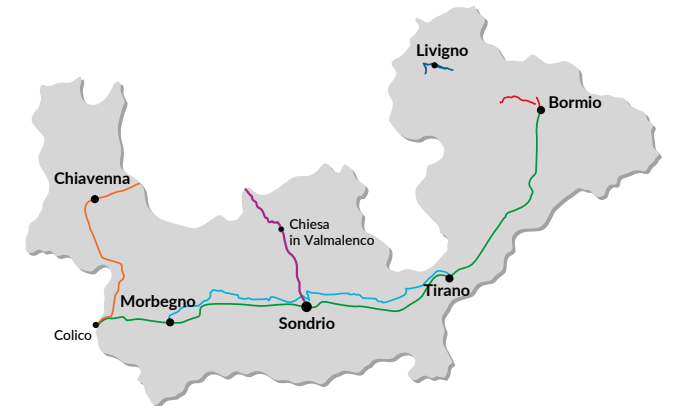 Livigno
Bormio
Chiavenna
Chiesa
in Valmalenco
Morbegno
Tirano
Sondrio
Colico